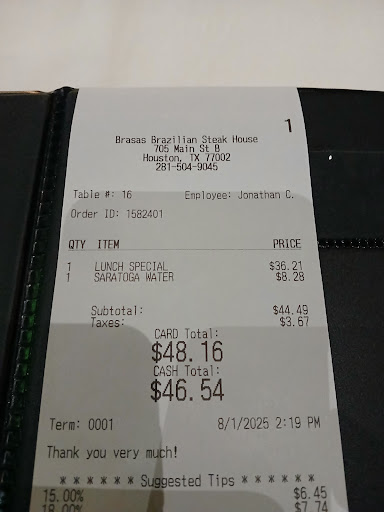 1
Brasas Brazilian Steak House
705 Main St B
Houston, TX 77002
281-504-9045
Table #: 16 Employee: Jonathan C.
Order ID: 1582401
QTY ITEM PRICE
1 LUNCH SPECIAL $36.21
1 SARATOGA WATER $8.28
Subtotal: $44.49
Taxes: $3.67
CARD Total:
$48.16
CASH Total:
$46.54
Term: 0001 8/1/2025 2:19 PM
Thank you very much!
* * * * * * Suggested Tips * * * * * *
15.00% $6.45
18.00% $7.74